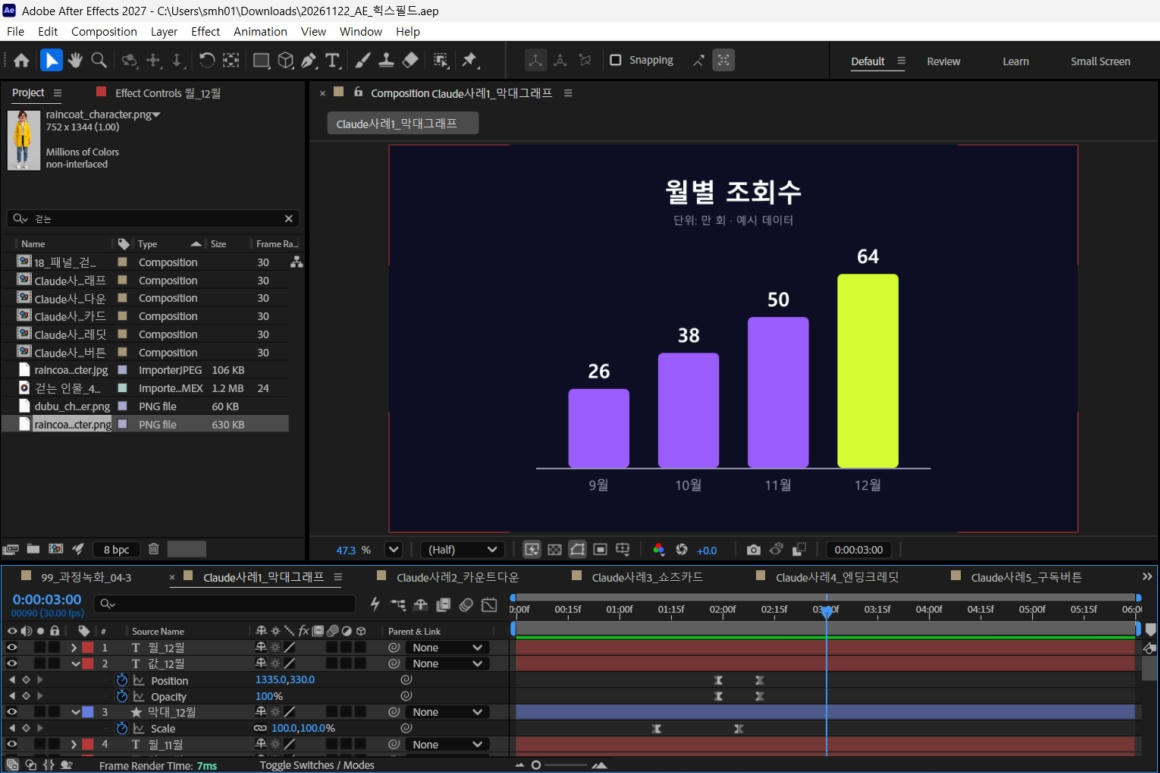 Adobe After Effects 2027 - C:\Users\smh01\Downloads\20261122_AE_힉스필드.aep
File Edit Composition Layer Effect Animation View Window Help
Snapping
Default Review Learn Small Screen
Project Effect Controls 월_12월
Composition Claude사례1_막대그래프
raincoat_character.png
752 x 1344 (1.00)
Millions of Colors
non-interlaced
Claude사례1_막대그래프
걷는
Name Type Size Frame Ra...
18_패널_걷... Composition 30
Claude사...래프 Composition 30
Claude사...다운 Composition 30
Claude사...카드 Composition 30
Claude사...레딧 Composition 30
Claude사...버튼 Composition 30
raincoa...cter.jpg ImporterJPEG 106 KB
걷는 인물_4... Importe...MEX 1.2 MB 24
dubu_ch...er.png PNG file 60 KB
raincoa...cter.png PNG file 630 KB
8 bpc
월별 조회수
단위: 만 회 · 예시 데이터
26
38
50
64
9월
10월
11월
12월
47.3 % (Half) +0.0 0:00:03:00
99_과정녹화_04-3 Claude사례1_막대그래프 Claude사례2_카운트다운 Claude사례3_쇼츠카드 Claude사례4_엔딩크레딧 Claude사례5_구독버튼
0:00:03:00
00090 (30.00 fps)
0:00f 00:15f 01:00f 01:15f 02:00f 02:15f 03:00f 03:15f 04:00f 04:15f 05:00f 05:15f 06:0
# Source Name fx Parent & Link
1 T 월_12월 None
2 T 값_12월 None
Position 1335.0,330.0
Opacity 100%
3 막대_12월 None
Scale 100.0,100.0%
4 T 월_11월 None
Frame Render Time: 7ms Toggle Switches / Modes